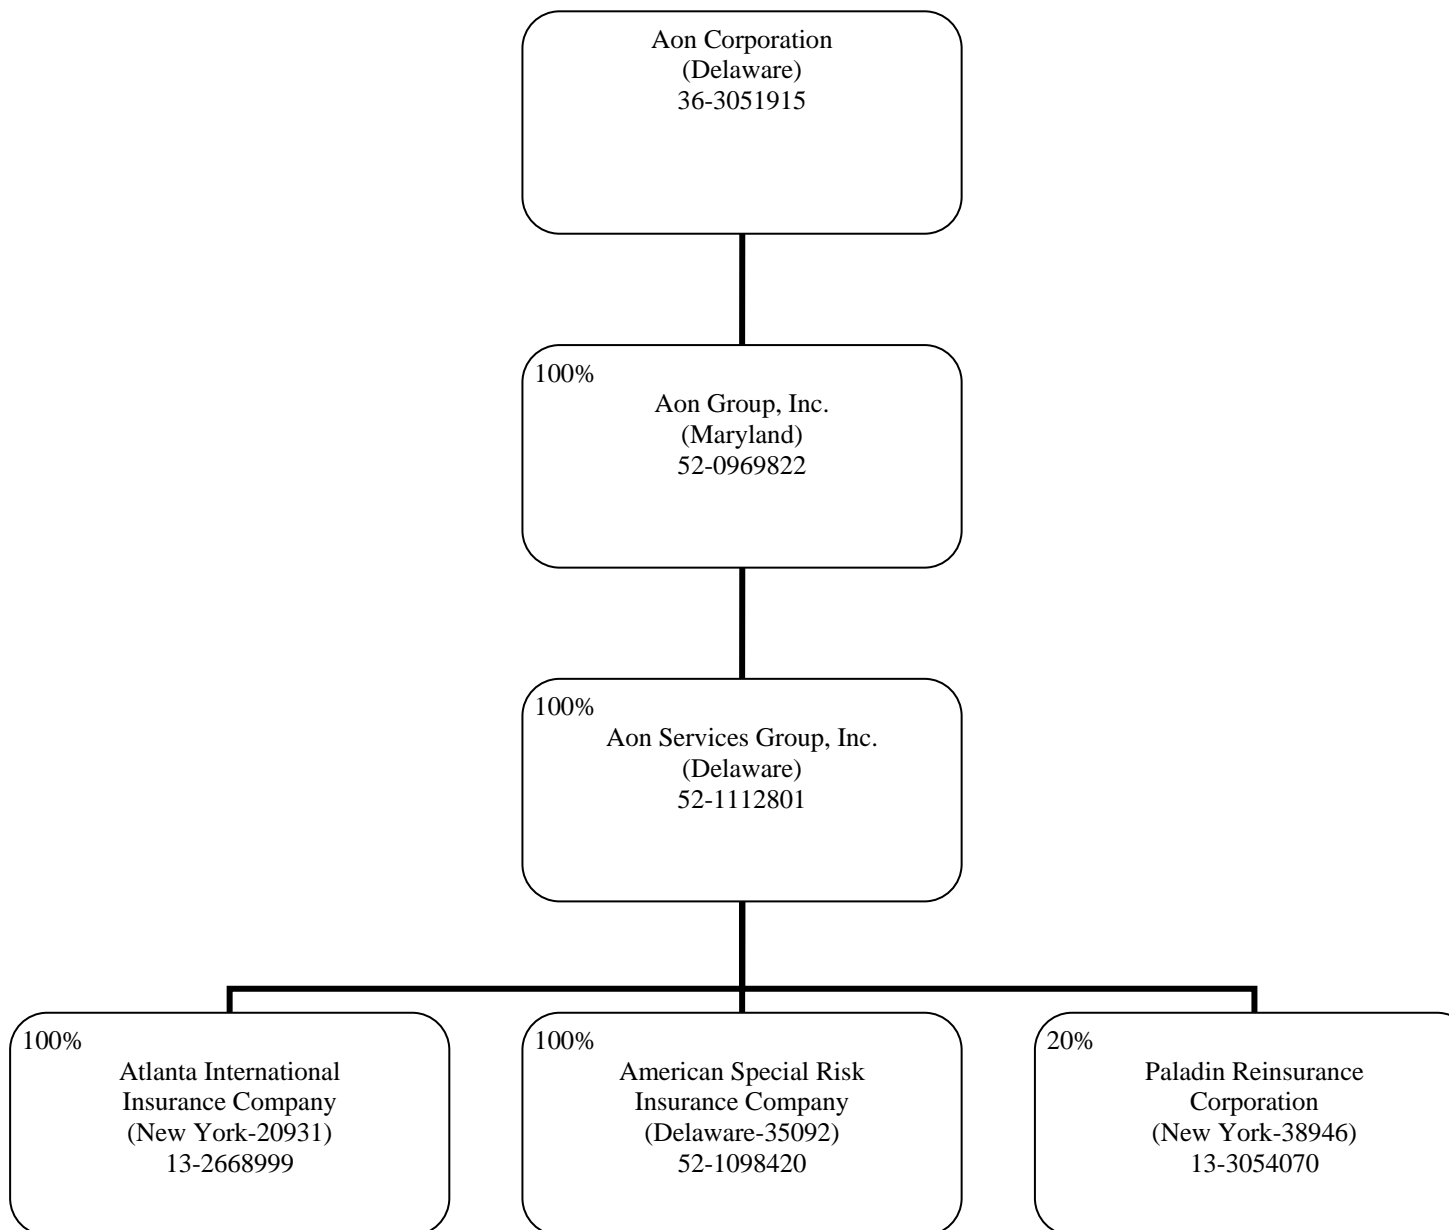 Aon Corporation
(Delaware)
36-3051915
100%
Aon Group, Inc.
(Maryland)
52-0969822
100%
Aon Services Group, Inc.
(Delaware)
52-1112801
100%
Atlanta International
Insurance Company
(New York-20931)
13-2668999
100%
American Special Risk
Insurance Company
(Delaware-35092)
52-1098420
20%
Paladin Reinsurance
Corporation
(New York-38946)
13-3054070